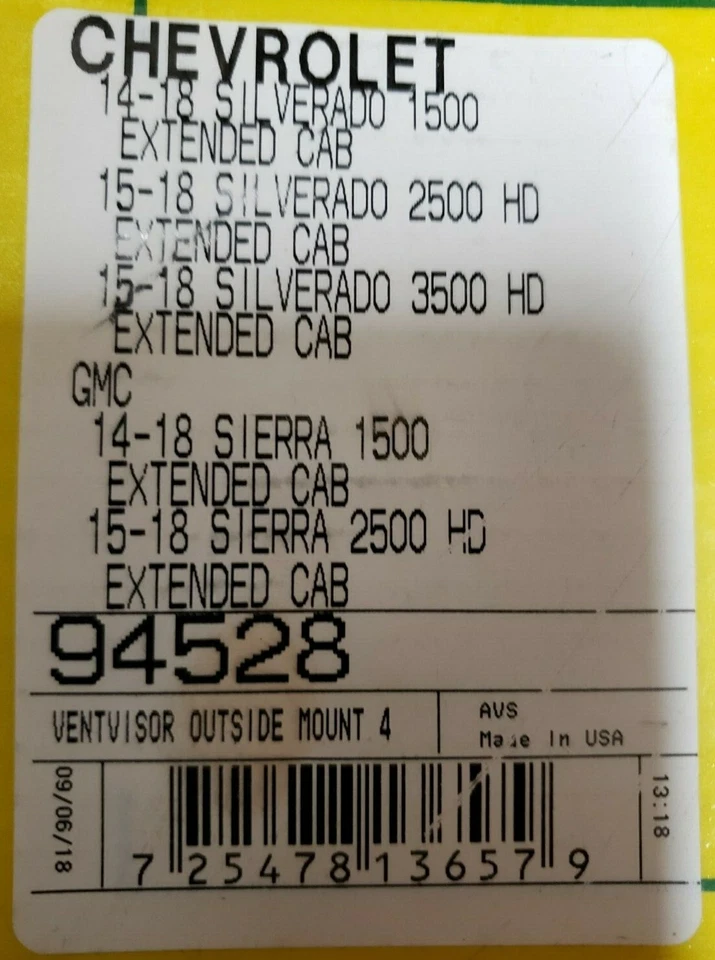 CHEVROLET
14-18 SILVERADO 1500
EXTENDED CAB
15-18 SILVERADO 2500 HD
EXTENDED CAB
15-18 SILVERADO 3500 HD
EXTENDED CAB
GMC
14-18 SIERRA 1500
EXTENDED CAB
15-18 SIERRA 2500 HD
EXTENDED CAB
94528
VENTVISOR OUTSIDE MOUNT 4
AVS
Made In USA
09/06/18
13:18
7 25478 13657 9